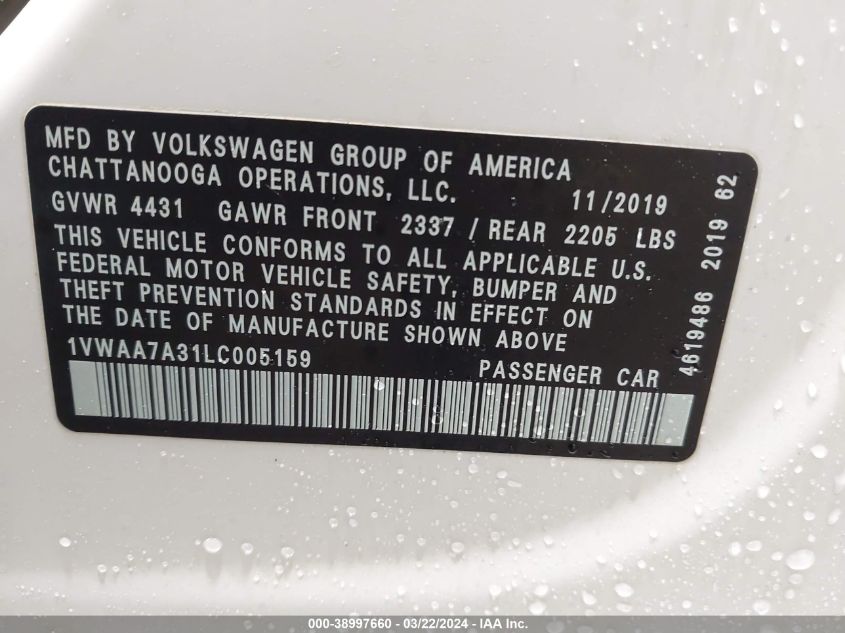 MFD BY VOLKSWAGEN GROUP OF AMERICA
CHATTANOOGA OPERATIONS, LLC. 11/2019
GVWR 4431 GAWR FRONT 2337 / REAR 2205 LBS
THIS VEHICLE CONFORMS TO ALL APPLICABLE U.S.
FEDERAL MOTOR VEHICLE SAFETY, BUMPER AND
THEFT PREVENTION STANDARDS IN EFFECT ON
THE DATE OF MANUFACTURE SHOWN ABOVE
1VWAA7A31LC005159 PASSENGER CAR
4619486 2019 62
000-38997660 - 03/22/2024 - IAA Inc.